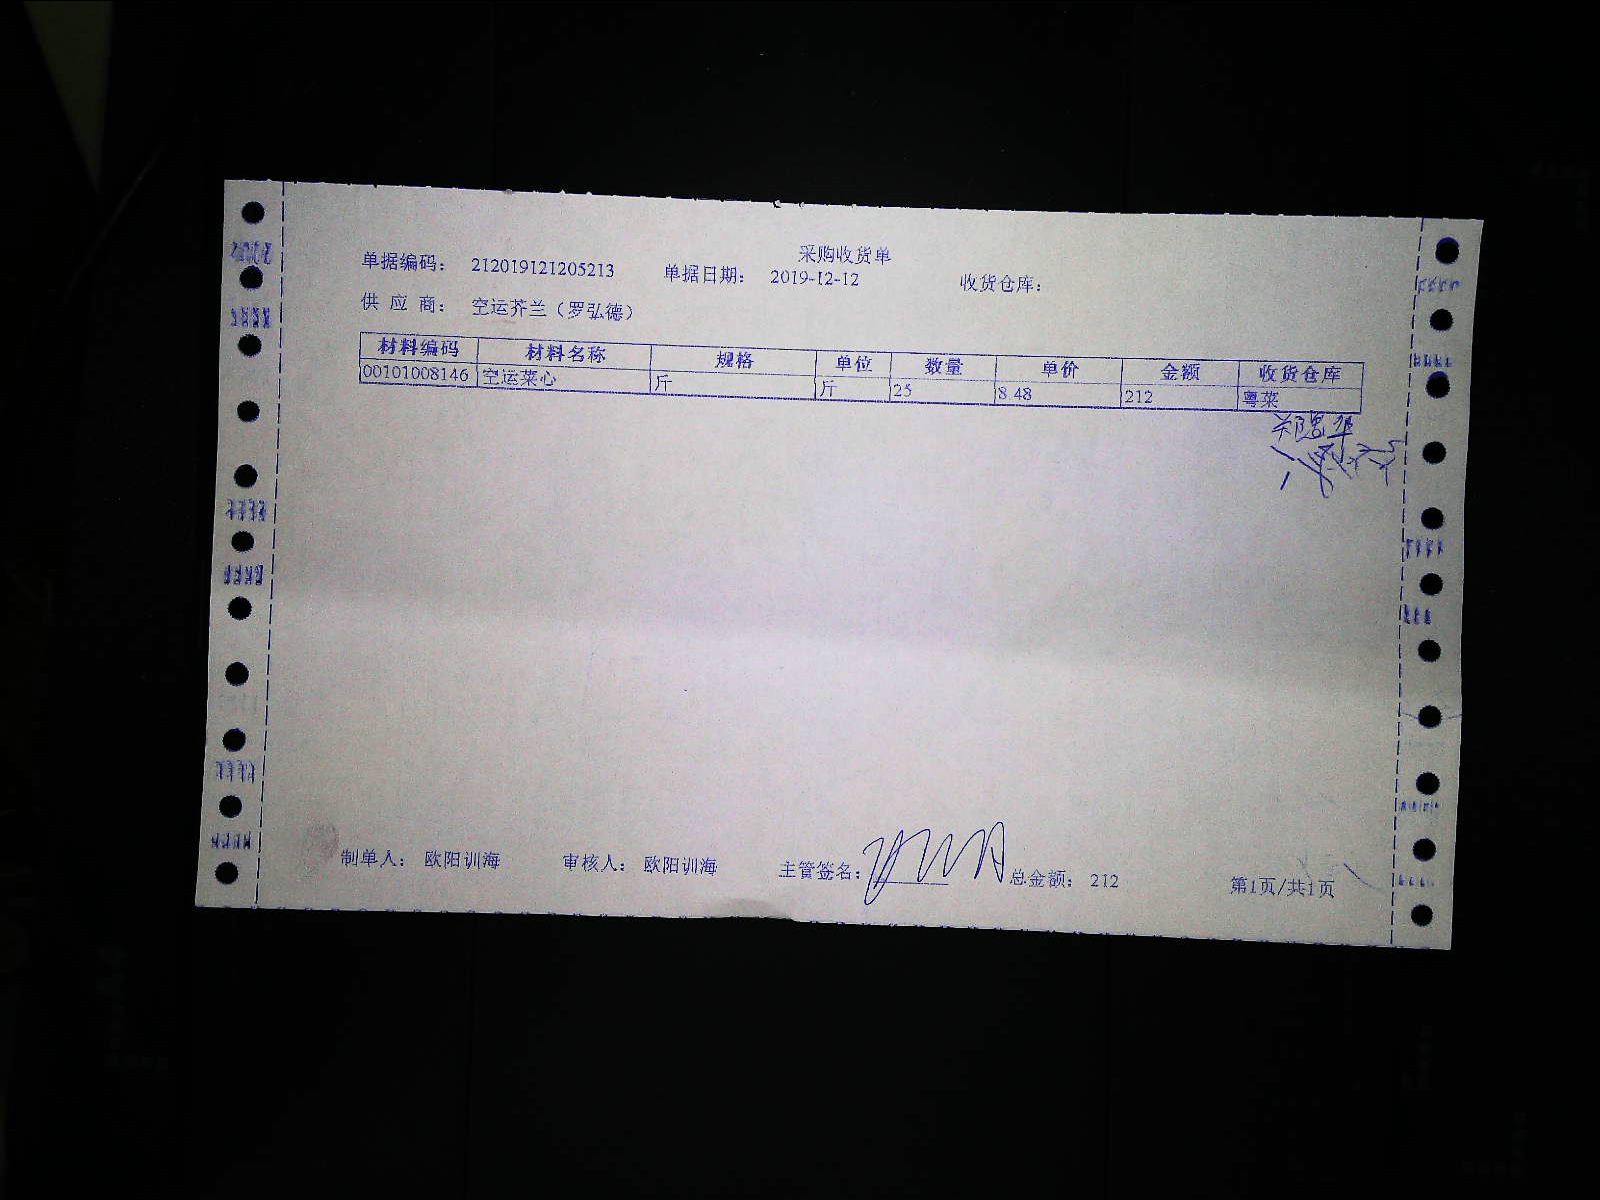 采购收货单
单据编码： 212019121205213 单据日期： 2019-12-12 收货仓库：
供 应 商： 空运芥兰（罗弘德）
材料编码 材料名称 规格 单位 数量 单价 金额 收货仓库
00101008146 空运菜心 斤 斤 25 8.48 212 粤菜
制单人： 欧阳训海 审核人： 欧阳训海 主管签名： 总金额： 212 第1页/共1页